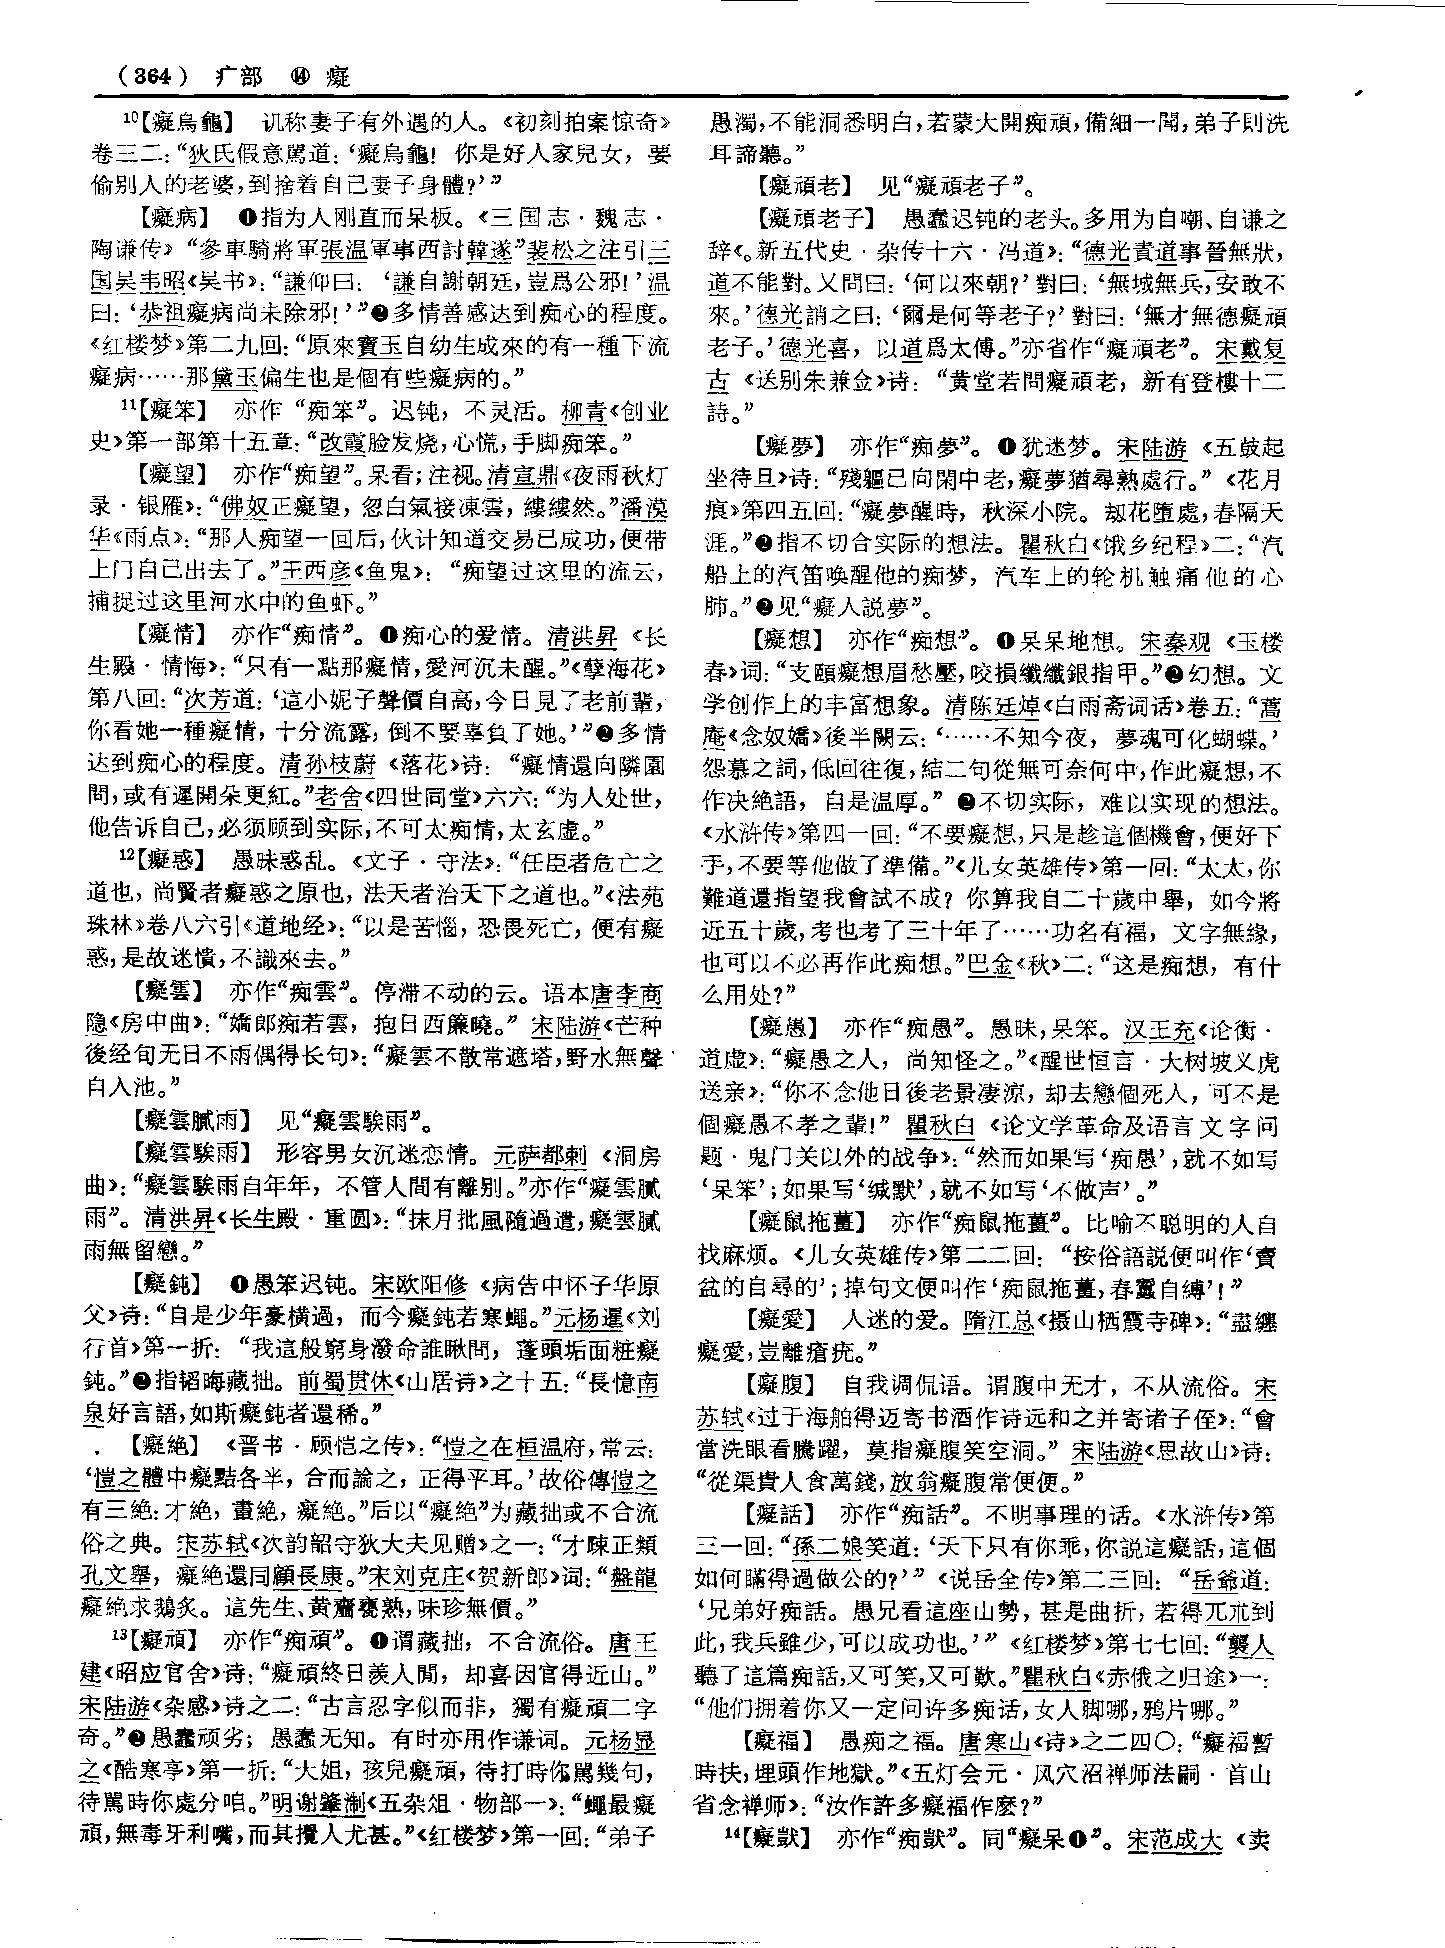 （364） 疒部 ⑭ 癡
10【癡烏龜】 讥称妻子有外遇的人。《初刻拍案惊奇》
卷三二：“狄氏假意駡道：‘癡烏龜！你是好人家兒女，要
偷别人的老婆，到捨着自己妻子身體？’”
【癡病】 ❶指为人刚直而呆板。《三国志·魏志·
陶谦传》“参車騎將軍張温軍事西討韓遂”裴松之注引三
国吴韦昭《吴书》：“謙仰曰：‘謙自謝朝廷，豈爲公邪！’温
曰：‘恭祖癡病尚未除邪！’”❷多情善感达到痴心的程度。
《红楼梦》第二九回：“原來寶玉自幼生成來的有一種下流
癡病……那黛玉偏生也是個有些癡病的。”
11【癡笨】 亦作“痴笨”。迟钝，不灵活。柳青《创业
史》第一部第十五章：“改霞脸发烧，心慌，手脚痴笨。”
【癡望】 亦作“痴望”。呆看；注视。清宣鼎《夜雨秋灯
录·银雁》：“佛奴正癡望，忽白氣接凍雲，縷縷然。”潘漠
华《雨点》：“那人痴望一回后，伙计知道交易已成功，便带
上门自己出去了。”王西彦《鱼鬼》：“痴望过这里的流云，
捕捉过这里河水中的鱼虾。”
【癡情】 亦作“痴情”。❶痴心的爱情。清洪昇《长
生殿·情悔》：“只有一點那癡情，愛河沉未醒。”《孽海花》
第八回：“次芳道：‘這小妮子聲價自高，今日見了老前輩，
你看她一種癡情，十分流露，倒不要辜負了她。’”❷多情
达到痴心的程度。清孙枝蔚《落花》诗：“癡情還向隣園
問，或有遲開朵更紅。”老舍《四世同堂》六六：“为人处世，
他告诉自己，必须顾到实际，不可太痴情，太玄虚。”
12【癡惑】 愚昧惑乱。《文子·守法》：“任臣者危亡之
道也，尚賢者癡惑之原也，法天者治天下之道也。”《法苑
珠林》卷八六引《道地经》：“以是苦惱，恐畏死亡，便有癡
惑，是故迷憒，不識來去。”
【癡雲】 亦作“痴雲”。停滞不动的云。语本唐李商
隐《房中曲》：“嬌郎痴若雲，抱日西簾曉。”宋陆游《芒种
後经旬无日不雨偶得长句》：“癡雲不散常遮塔，野水無聲
自入池。”
【癡雲膩雨】 见“癡雲騃雨”。
【癡雲騃雨】 形容男女沉迷恋情。元萨都剌《洞房
曲》：“癡雲騃雨自年年，不管人間有離别。”亦作“癡雲膩
雨”。清洪昇《长生殿·重圆》：“抹月批風隨過遣，癡雲膩
雨無留戀。”
【癡鈍】 ❶愚笨迟钝。宋欧阳修《病告中怀子华原
父》诗：“自是少年豪横過，而今癡鈍若寒蠅。”元杨暹《刘
行首》第一折：“我這般窮身潑命誰瞅問，蓬頭垢面粧癡
鈍。”❷指韬晦藏拙。前蜀贯休《山居诗》之十五：“長憶南
泉好言語，如斯癡鈍者還稀。”
【癡絶】 《晋书·顾恺之传》：“愷之在桓温府，常云：
‘愷之體中癡黠各半，合而論之，正得平耳。’故俗傳愷之
有三絶：才絶，畫絶，癡絶。”后以“癡絶”为藏拙或不合流
俗之典。宋苏轼《次韵韶守狄大夫见赠》之一：“才疎正類
孔文舉，癡絶還同顧長康。”宋刘克庄《贺新郎》词：“盤龍
癡絶求鵝炙。這先生、黄虀甕熟，味珍無價。”
13【癡頑】 亦作“痴頑”。❶谓藏拙，不合流俗。唐王
建《昭应官舍》诗：“癡頑終日羨人閒，却喜因官得近山。”
宋陆游《杂感》诗之二：“古言忍字似而非，獨有癡頑二字
奇。”❷愚蠢顽劣；愚蠢无知。有时亦用作谦词。元杨显
之《酷寒亭》第一折：“大姐，孩兒癡頑，待打時你駡幾句，
待駡時你處分咱。”明谢肇淛《五杂俎·物部一》：“蠅最癡
頑，無毒牙利嘴，而其攪人尤甚。”《红楼梦》第一回：“弟子
愚濁，不能洞悉明白，若蒙大開痴頑，備細一聞，弟子則洗
耳諦聽。”
【癡頑老】 见“癡頑老子”。
【癡頑老子】 愚蠢迟钝的老头。多用为自嘲、自谦之
辞《。新五代史·杂传十六·冯道》：“德光責道事晉無狀，
道不能對。又問曰：‘何以來朝？’對曰：‘無城無兵，安敢不
來。’德光誚之曰：‘爾是何等老子？’對曰：‘無才無德癡頑
老子。’德光喜，以道爲太傅。”亦省作“癡頑老”。宋戴复
古《送别朱兼佥》诗：“黄堂若問癡頑老，新有登樓十二
詩。”
【癡夢】 亦作“痴夢”。❶犹迷梦。宋陆游《五鼓起
坐待旦》诗：“殘軀已向閑中老，癡夢猶尋熟處行。”《花月
痕》第四五回：“癡夢醒時，秋深小院。刼花墮處，春隔天
涯。”❷指不切合实际的想法。瞿秋白《饿乡纪程》二：“汽
船上的汽笛唤醒他的痴梦，汽车上的轮机触痛他的心
肺。”❷见“癡人説夢”。
【癡想】 亦作“痴想”。❶呆呆地想。宋秦观《玉楼
春》词：“支頤癡想眉愁壓，咬損纖纖銀指甲。”❷幻想。文
学创作上的丰富想象。清陈廷焯《白雨斋词话》卷五：“蒿
庵《念奴嬌》後半闋云：‘……不知今夜，夢魂可化蝴蝶。’
怨慕之詞，低回往復，結二句從無可奈何中，作此癡想，不
作决絶語，自是温厚。”❷不切实际，难以实现的想法。
《水浒传》第四一回：“不要癡想，只是趁這個機會，便好下
手，不要等他做了準備。”《儿女英雄传》第一回：“太太，你
難道還指望我會試不成？你算我自二十歲中舉，如今將
近五十歲，考也考了三十年了……功名有福，文字無緣，
也可以不必再作此痴想。”巴金《秋》二：“这是痴想，有什
么用处？”
【癡愚】 亦作“痴愚”。愚昧，呆笨。汉王充《论衡·
道虚》：“癡愚之人，尚知怪之。”《醒世恒言·大树坡义虎
送亲》：“你不念他日後老景凄凉，却去戀個死人，可不是
個癡愚不孝之輩！”瞿秋白《论文学革命及语言文字问
题·鬼门关以外的战争》：“然而如果写‘痴愚’，就不如写
‘呆笨’；如果写‘缄默’，就不如写‘不做声’。”
【癡鼠拖薑】 亦作“痴鼠拖薑”。比喻不聪明的人自
找麻烦。《儿女英雄传》第二二回：“按俗語説便叫作‘賣
盆的自尋的’；掉句文便叫作‘痴鼠拖薑，春蠶自縛’！”
【癡愛】 人迷的爱。隋江总《摄山栖霞寺碑》：“盡纏
癡愛，豈離瘡疣。”
【癡腹】 自我调侃语。谓腹中无才，不从流俗。宋
苏轼《过于海舶得迈寄书酒作诗远和之并寄诸子侄》：“會
當洗眼看騰躍，莫指癡腹笑空洞。”宋陆游《思故山》诗：
“從渠貴人食萬錢，放翁癡腹常便便。”
【癡話】 亦作“痴話”。不明事理的话。《水浒传》第
三一回：“孫二娘笑道：‘天下只有你乖，你説這癡話，這個
如何瞞得過做公的？’”《说岳全传》第二三回：“岳爺道：
‘兄弟好痴話。愚兄看這座山勢，甚是曲折，若得兀朮到
此，我兵雖少，可以成功也。’”《红楼梦》第七七回：“襲人
聽了這篇痴話，又可笑，又可歎。”瞿秋白《赤俄之归途》一：
“他们拥着你又一定问许多痴话，女人脚哪，鸦片哪。”
【癡福】 愚痴之福。唐寒山《诗》之二四〇：“癡福暫
時扶，埋頭作地獄。”《五灯会元·风穴沼禅师法嗣·首山
省念禅师》：“汝作許多癡福作麽？”
14【癡獃】 亦作“痴獃”。同“癡呆❶”。宋范成大《卖